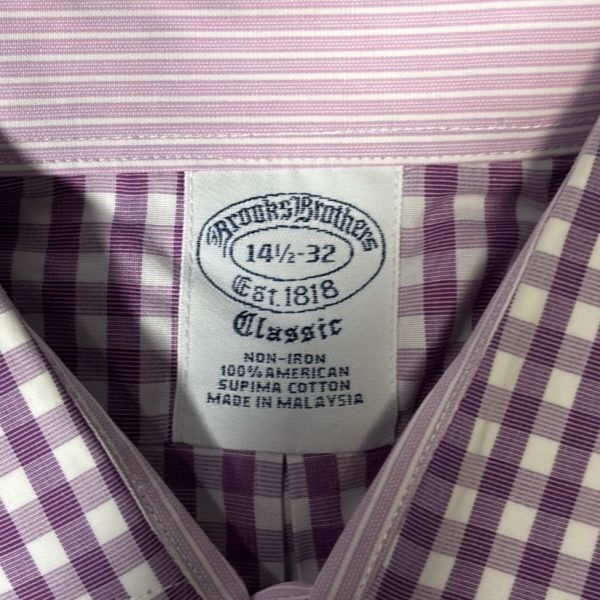 Brooks Brothers
14½-32
Est. 1818
Classic
NON-IRON
100% AMERICAN
SUPIMA COTTON
MADE IN MALAYSIA